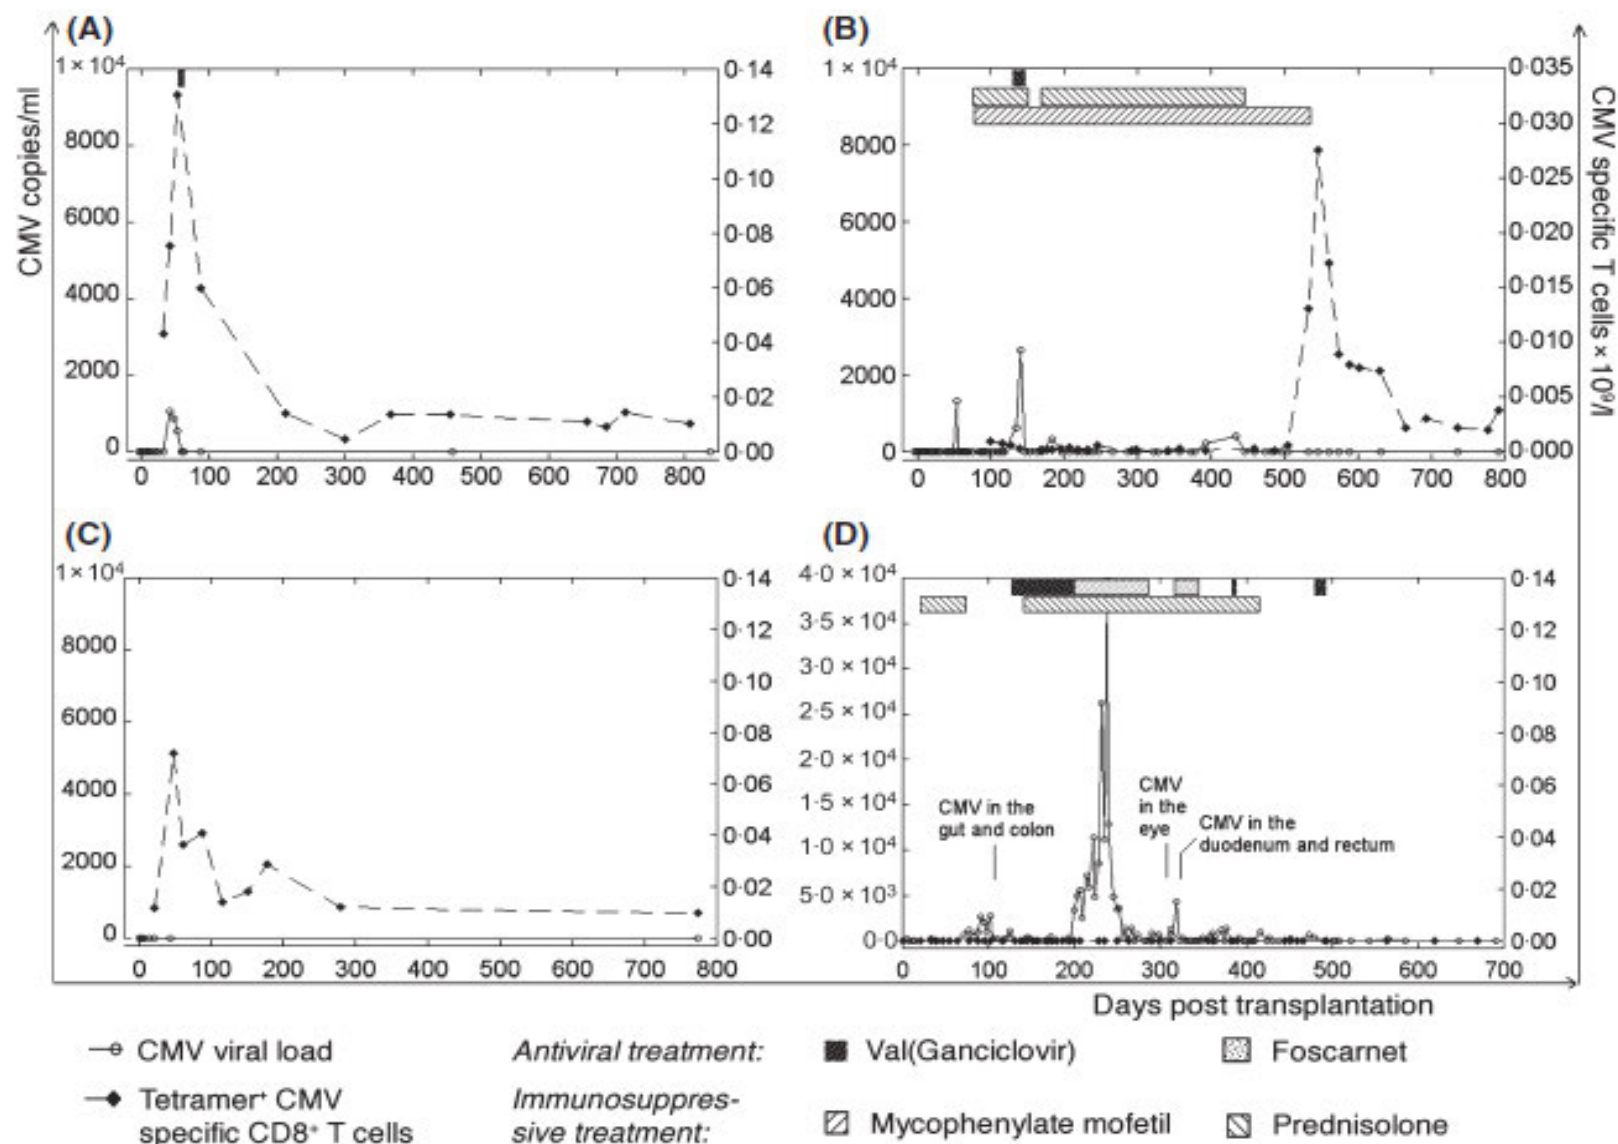 (A)
(B)
CMV copies/ml
1 × 10⁴
8000
6000
4000
2000
0
0·14
0·12
0·10
0·08
0·06
0·04
0·02
0·00
0 100 200 300 400 500 600 700 800
1 × 10⁴
8000
6000
4000
2000
0
0·035
0·030
0·025
0·020
0·015
0·010
0·005
0·000
0 100 200 300 400 500 600 700 800
CMV specific T cells × 10⁹/l
(C)
(D)
1 × 10⁴
8000
6000
4000
2000
0
0·14
0·12
0·10
0·08
0·06
0·04
0·02
0·00
0 100 200 300 400 500 600 700 800
4·0 × 10⁴
3·5 × 10⁴
3·0 × 10⁴
2·5 × 10⁴
2·0 × 10⁴
1·5 × 10⁴
1·0 × 10⁴
5·0 × 10³
0·0
CMV in the
gut and colon
CMV
in the
eye
CMV in the
duodenum and rectum
0·14
0·12
0·10
0·08
0·06
0·04
0·02
0·00
0 100 200 300 400 500 600 700
Days post transplantation
CMV viral load
Tetramer⁺ CMV
specific CD8⁺ T cells
Antiviral treatment:
Immunosuppres-
sive treatment:
Val(Ganciclovir)
Foscarnet
Mycophenylate mofetil
Prednisolone